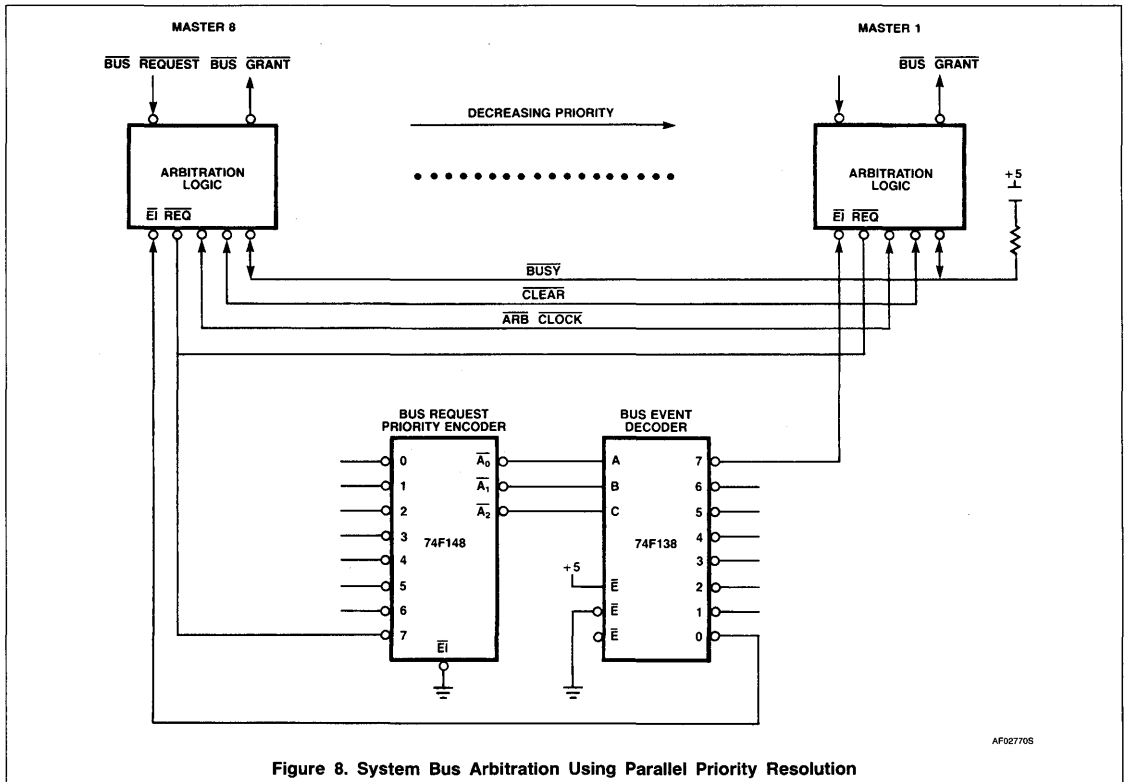 MASTER 8
MASTER 1
BUS REQUEST BUS GRANT
BUS GRANT
DECREASING PRIORITY
ARBITRATION
LOGIC
EI REQ
ARBITRATION
LOGIC
EI REQ
+5
BUSY
CLEAR
ARB CLOCK
BUS REQUEST
PRIORITY ENCODER
0
1
2
3
4
5
6
7
A0
A1
A2
74F148
EI
BUS EVENT
DECODER
A
B
C
+5
E
E
E
74F138
7
6
5
4
3
2
1
0
AF02770S
Figure 8. System Bus Arbitration Using Parallel Priority Resolution